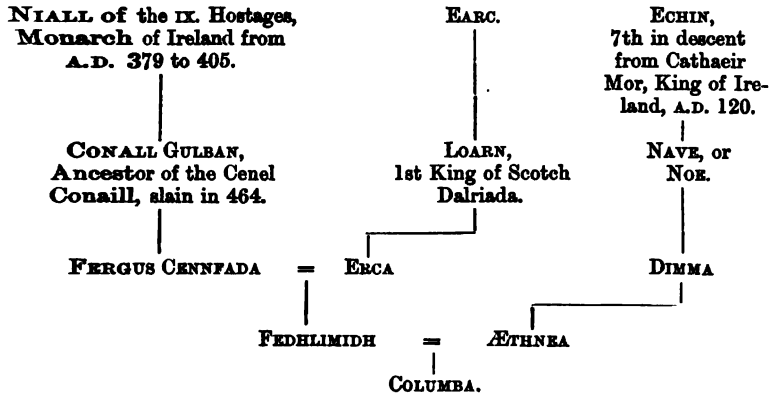 NIALL of the IX. Hostages,
Monarch of Ireland from
A.D. 379 to 405.
EARC.
ECHIN,
7th in descent
from Cathaeir
Mor, King of Ire-
land, A.D. 120.
CONALL GULBAN,
Ancestor of the Cenel
Conaill, slain in 464.
LOARN,
1st King of Scotch
Dalriada.
NAVE, or
NOE.
FERGUS CENNFADA = ERCA
DIMMA
FEDHLIMIDH = ÆTHNEA
COLUMBA.